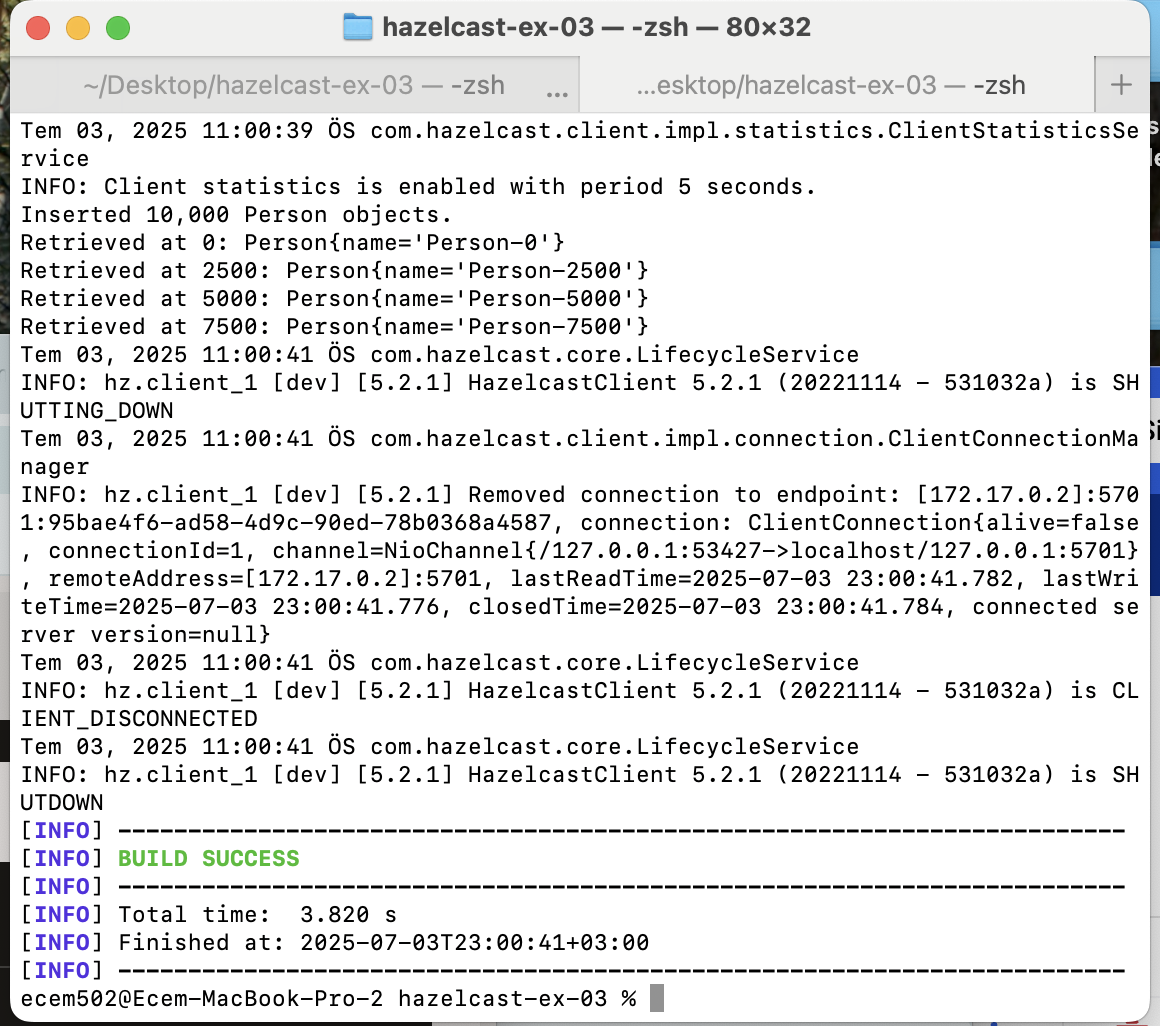 hazelcast-ex-03 — -zsh — 80×32
~/Desktop/hazelcast-ex-03 — -zsh ...
...esktop/hazelcast-ex-03 — -zsh +
Tem 03, 2025 11:00:39 ÖS com.hazelcast.client.impl.statistics.ClientStatisticsSe
rvice
INFO: Client statistics is enabled with period 5 seconds.
Inserted 10,000 Person objects.
Retrieved at 0: Person{name='Person-0'}
Retrieved at 2500: Person{name='Person-2500'}
Retrieved at 5000: Person{name='Person-5000'}
Retrieved at 7500: Person{name='Person-7500'}
Tem 03, 2025 11:00:41 ÖS com.hazelcast.core.LifecycleService
INFO: hz.client_1 [dev] [5.2.1] HazelcastClient 5.2.1 (20221114 - 531032a) is SH
UTTING_DOWN
Tem 03, 2025 11:00:41 ÖS com.hazelcast.client.impl.connection.ClientConnectionMa
nager
INFO: hz.client_1 [dev] [5.2.1] Removed connection to endpoint: [172.17.0.2]:570
1:95bae4f6-ad58-4d9c-90ed-78b0368a4587, connection: ClientConnection{alive=false
, connectionId=1, channel=NioChannel{/127.0.0.1:53427->localhost/127.0.0.1:5701}
, remoteAddress=[172.17.0.2]:5701, lastReadTime=2025-07-03 23:00:41.782, lastWri
teTime=2025-07-03 23:00:41.776, closedTime=2025-07-03 23:00:41.784, connected se
rver version=null}
Tem 03, 2025 11:00:41 ÖS com.hazelcast.core.LifecycleService
INFO: hz.client_1 [dev] [5.2.1] HazelcastClient 5.2.1 (20221114 - 531032a) is CL
IENT_DISCONNECTED
Tem 03, 2025 11:00:41 ÖS com.hazelcast.core.LifecycleService
INFO: hz.client_1 [dev] [5.2.1] HazelcastClient 5.2.1 (20221114 - 531032a) is SH
UTDOWN
[INFO] ------------------------------------------------------------------------
[INFO] BUILD SUCCESS
[INFO] ------------------------------------------------------------------------
[INFO] Total time:  3.820 s
[INFO] Finished at: 2025-07-03T23:00:41+03:00
[INFO] ------------------------------------------------------------------------
ecem502@Ecem-MacBook-Pro-2 hazelcast-ex-03 %